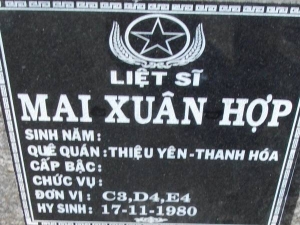 LIỆT SĨ
MAI XUÂN HỢP
SINH NĂM :
QUÊ QUÁN : THIỆU YÊN - THANH HÓA
CẤP BẬC :
CHỨC VỤ :
ĐƠN VỊ : C3,D4,E4
HY SINH : 17-11-1980